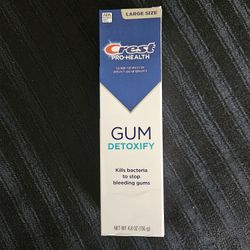 ADA
LARGE SIZE
Crest
PRO-HEALTH
GUM
DETOXIFY
Kills bacteria
to stop
bleeding gums
NET WT 4.8 OZ (136 g)